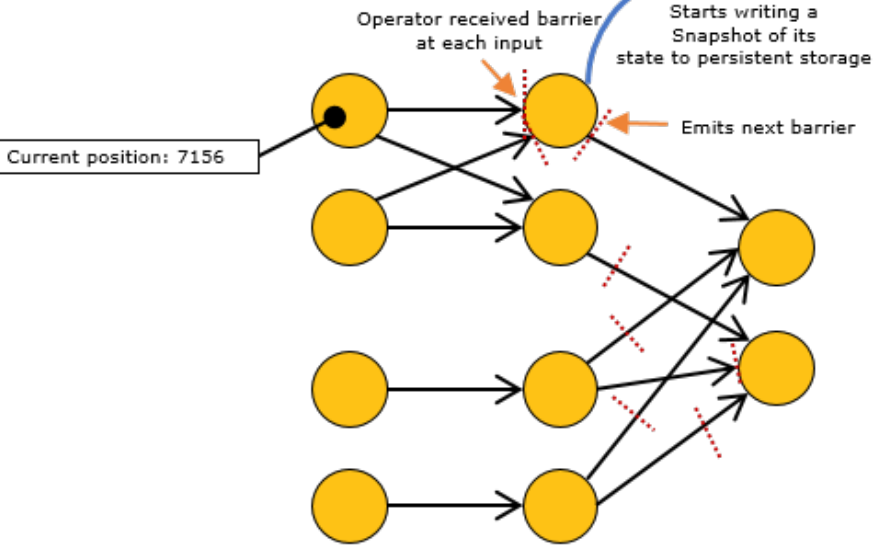 Operator received barrier
at each input
Starts writing a
Snapshot of its
state to persistent storage
Emits next barrier
Current position: 7156